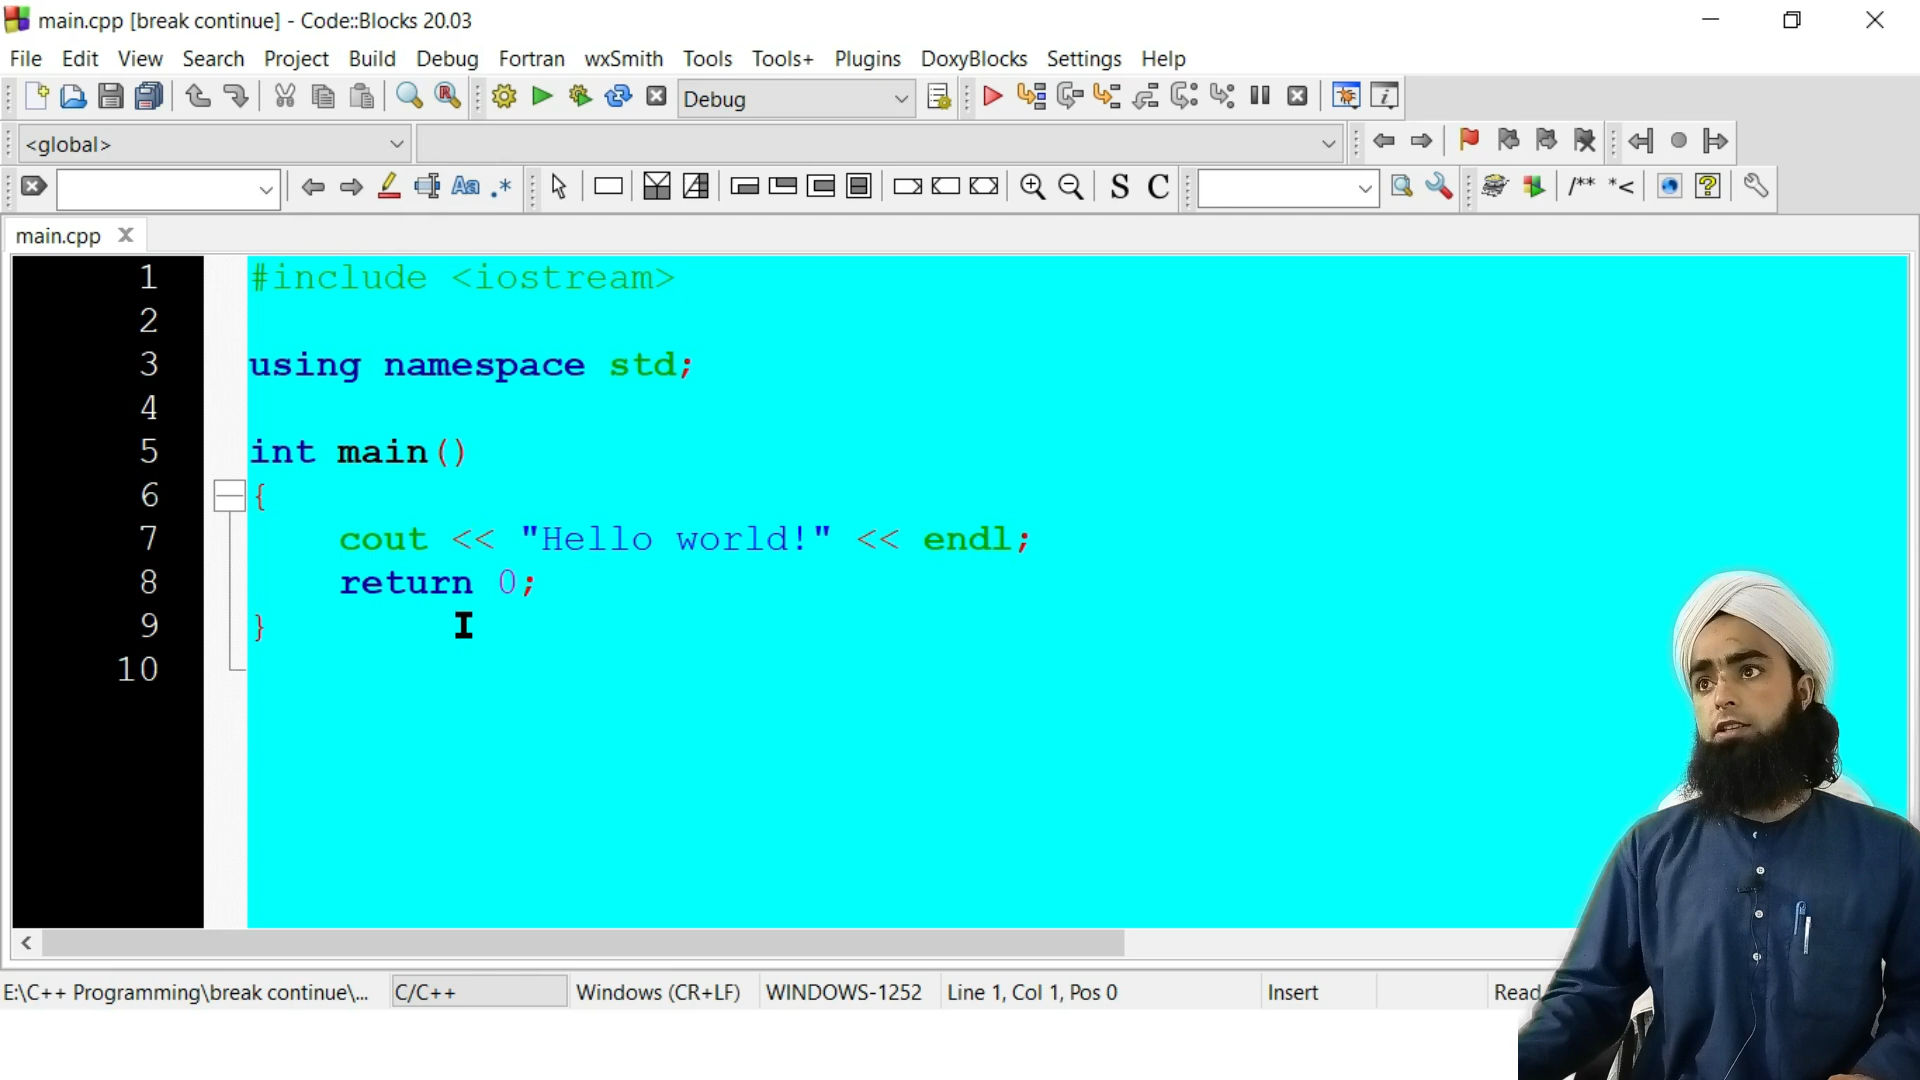 main.cpp [break continue] - Code::Blocks 20.03
File Edit View Search Project Build Debug Fortran wxSmith Tools Tools+ Plugins DoxyBlocks Settings Help
Debug
<global>
Aa .* S C /** *<
main.cpp
1 #include <iostream>
2
3 using namespace std;
4
5 int main()
6 {
7 cout << "Hello world!" << endl;
8 return 0;
9 }
10
E:\C++ Programming\break continue\... C/C++ Windows (CR+LF) WINDOWS-1252 Line 1, Col 1, Pos 0 Insert Read